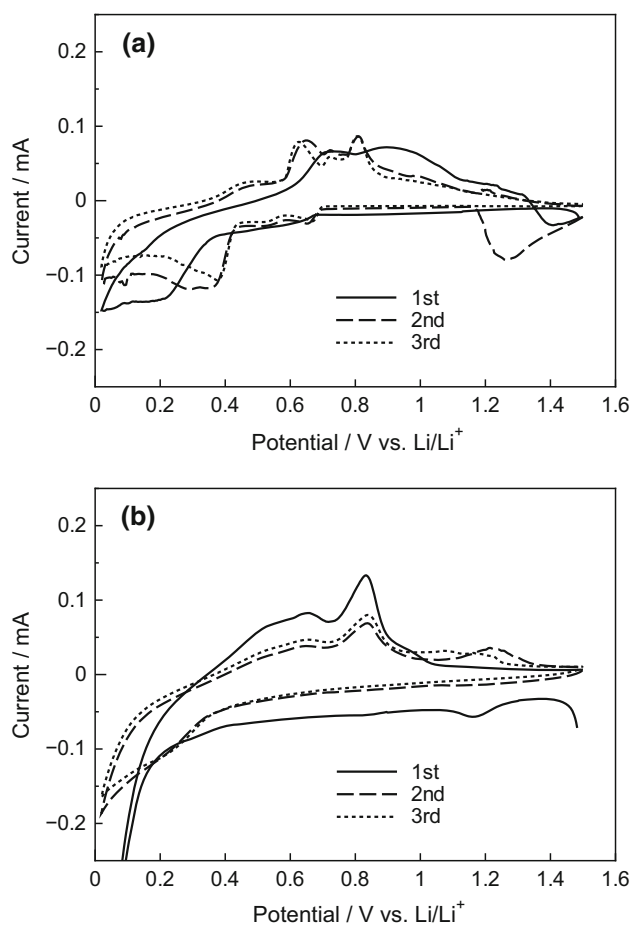 (a)
0.2
0.1
0
−0.1
−0.2
Current / mA
1st
2nd
3rd
0 0.2 0.4 0.6 0.8 1 1.2 1.4 1.6
Potential / V vs. Li/Li⁺
(b)
0.2
0.1
0
−0.1
−0.2
Current / mA
1st
2nd
3rd
0 0.2 0.4 0.6 0.8 1 1.2 1.4 1.6
Potential / V vs. Li/Li⁺